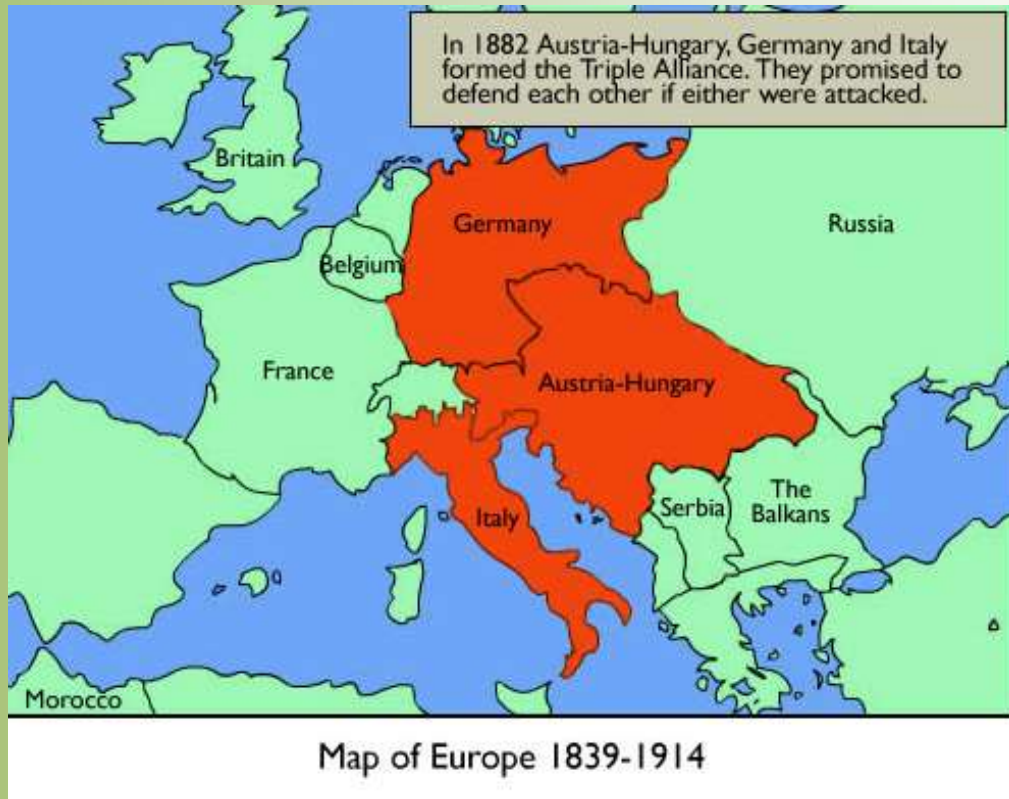 In 1882 Austria-Hungary, Germany and Italy
formed the Triple Alliance. They promised to
defend each other if either were attacked.
Britain
Germany
Russia
Belgium
France
Austria-Hungary
The
Balkans
Serbia
Italy
Morocco
Map of Europe 1839-1914